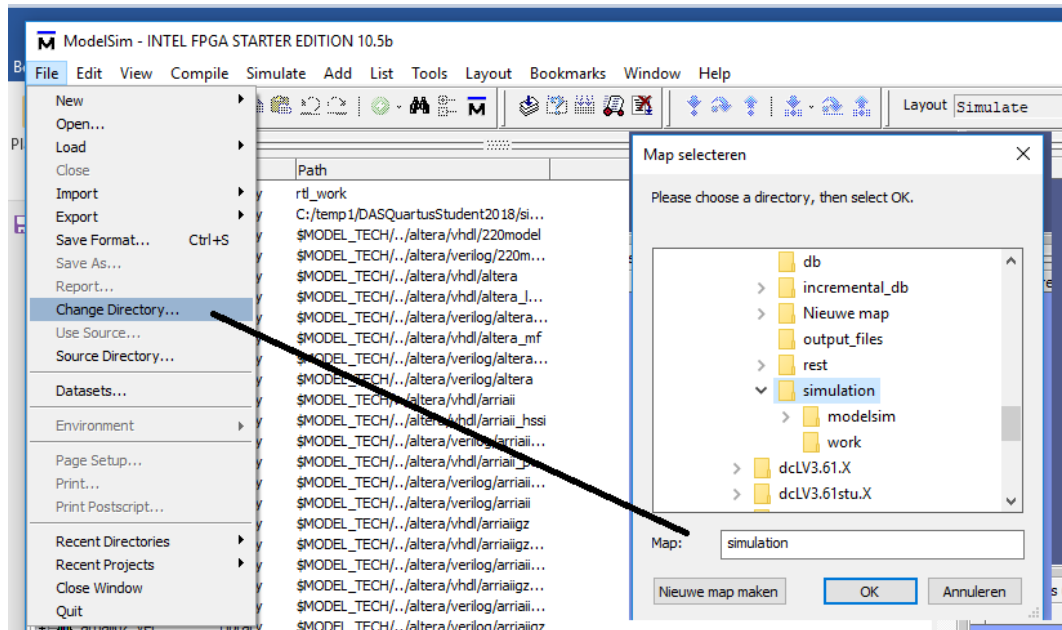 ModelSim - INTEL FPGA STARTER EDITION 10.5b
File Edit View Compile Simulate Add List Tools Layout Bookmarks Window Help
Layout Simulate
New
Open...
Load
Close
Import
Export
Save Format... Ctrl+S
Save As...
Report...
Change Directory...
Use Source...
Source Directory...
Datasets...
Environment
Page Setup...
Print...
Print Postscript...
Recent Directories
Recent Projects
Close Window
Quit
Path
rtl_work
C:/temp1/DASQuartusStudent2018/si...
$MODEL_TECH/../altera/vhdl/220model
$MODEL_TECH/../altera/verilog/220m...
$MODEL_TECH/../altera/vhdl/altera
$MODEL_TECH/../altera/vhdl/altera_l...
$MODEL_TECH/../altera/verilog/altera...
$MODEL_TECH/../altera/vhdl/altera_mf
$MODEL_TECH/../altera/verilog/altera...
$MODEL_TECH/../altera/verilog/altera
$MODEL_TECH/../altera/vhdl/arriaii
$MODEL_TECH/../altera/vhdl/arriaii_hssi
$MODEL_TECH/../altera/verilog/arriaii...
$MODEL_TECH/../altera/vhdl/arriaii_p...
$MODEL_TECH/../altera/verilog/arriaii...
$MODEL_TECH/../altera/verilog/arriaii
$MODEL_TECH/../altera/vhdl/arriaiigz
$MODEL_TECH/../altera/vhdl/arriaiigz...
$MODEL_TECH/../altera/verilog/arriaii...
$MODEL_TECH/../altera/vhdl/arriaiigz...
$MODEL_TECH/../altera/verilog/arriaii...
$MODEL_TECH/../altera/verilog/arriaiigz
Map selecteren
Please choose a directory, then select OK.
db
incremental_db
Nieuwe map
output_files
rest
simulation
modelsim
work
dcLV3.61.X
dcLV3.61stu.X
Map: simulation
Nieuwe map maken OK Annuleren